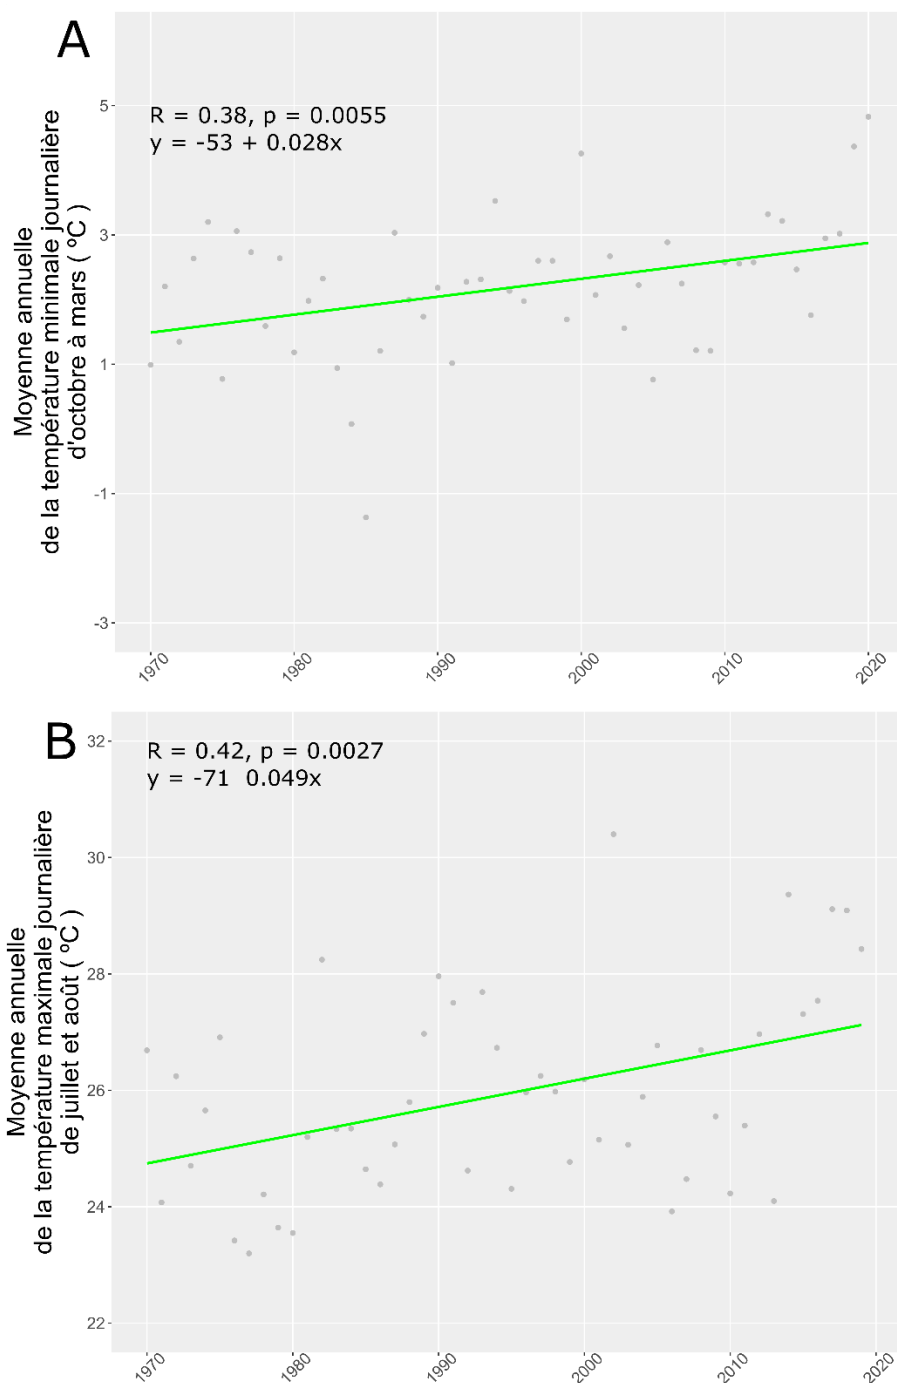 A
R = 0.38, p = 0.0055
y = -53 + 0.028x
Moyenne annuelle
de la température minimale journalière
d'octobre à mars ( ºC )
5
3
1
-1
-3
1970
1980
1990
2000
2010
2020
B
R = 0.42, p = 0.0027
y = -71  0.049x
Moyenne annuelle
de la température maximale journalière
de juillet et août ( ºC )
32
30
28
26
24
22
1970
1980
1990
2000
2010
2020